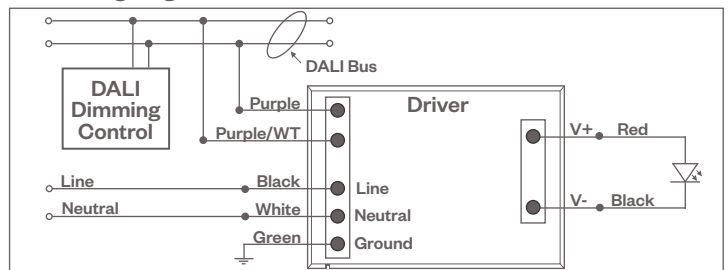 DALI Bus
DALI
Dimming
Control
Driver
Purple
Purple/WT
V+ Red
Line Black Line
V- Black
Neutral White Neutral
Green Ground